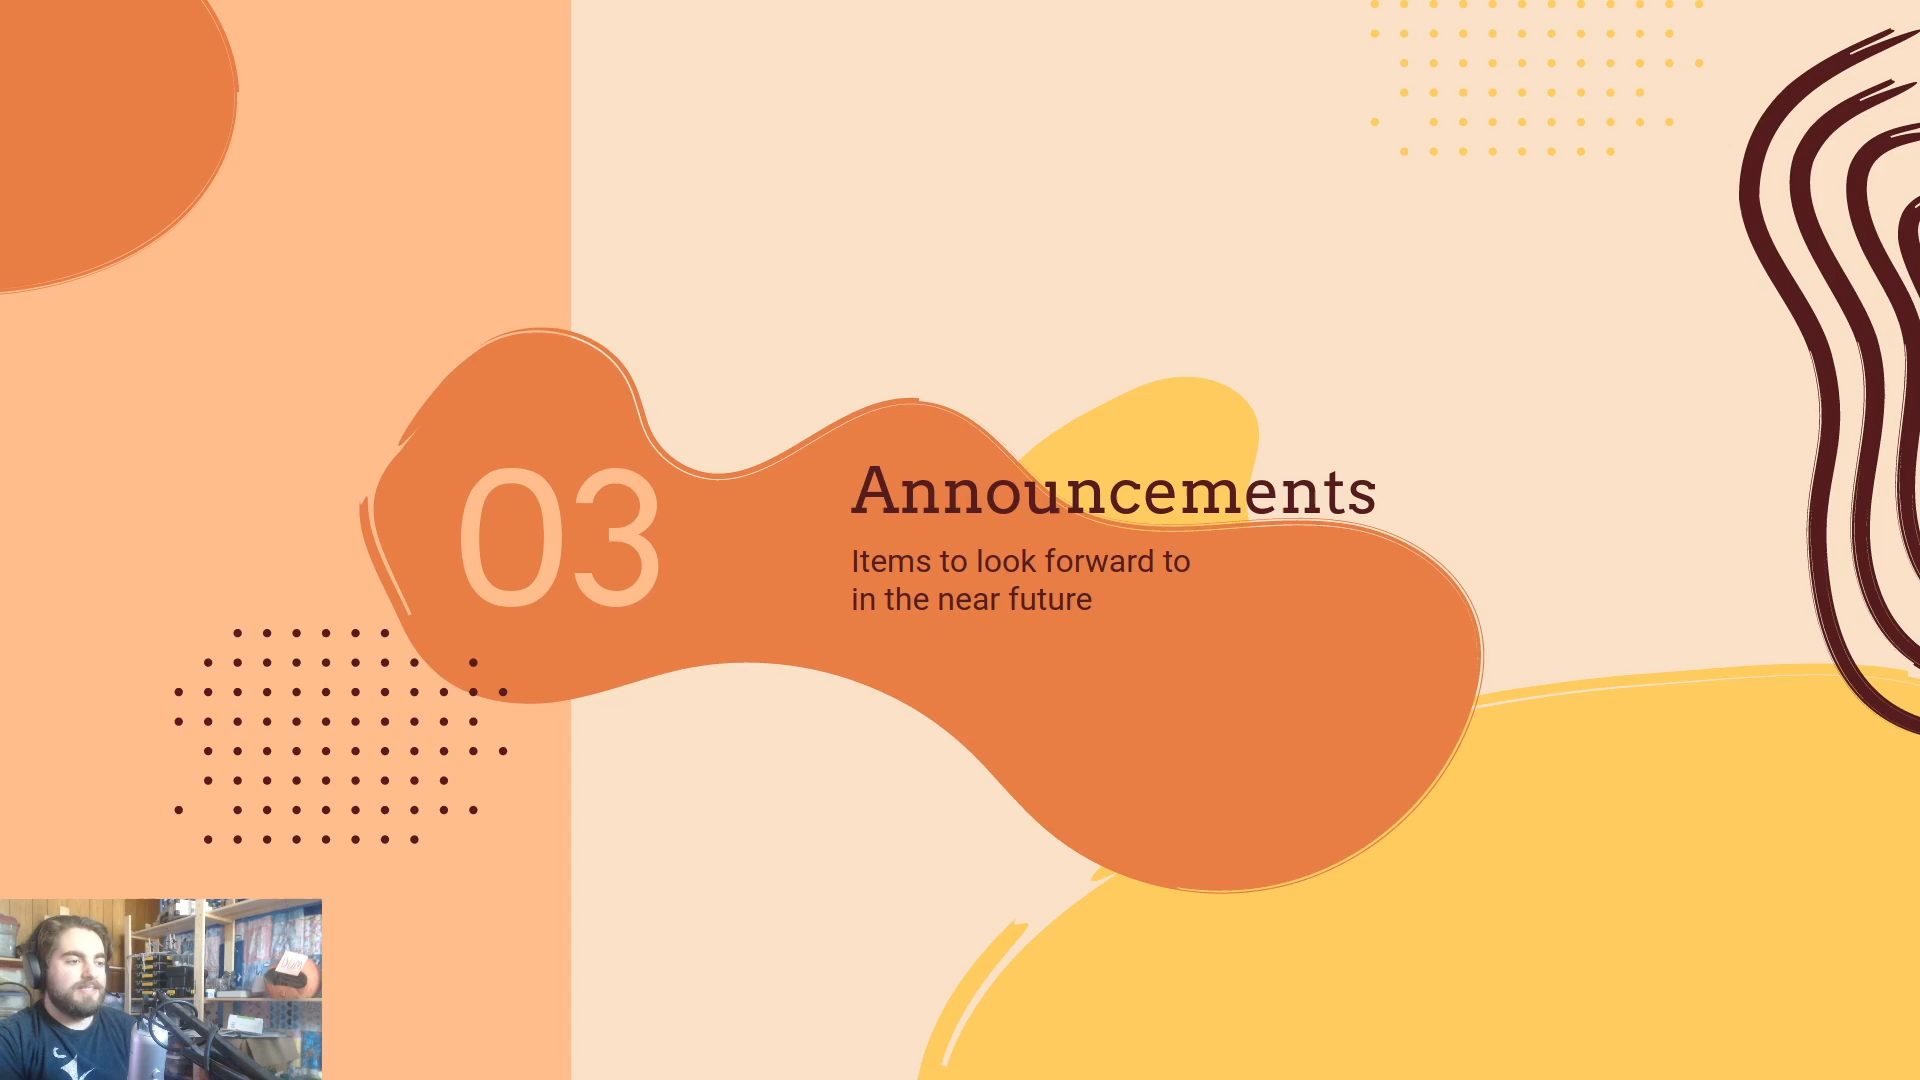 03
Announcements
Items to look forward to
in the near future